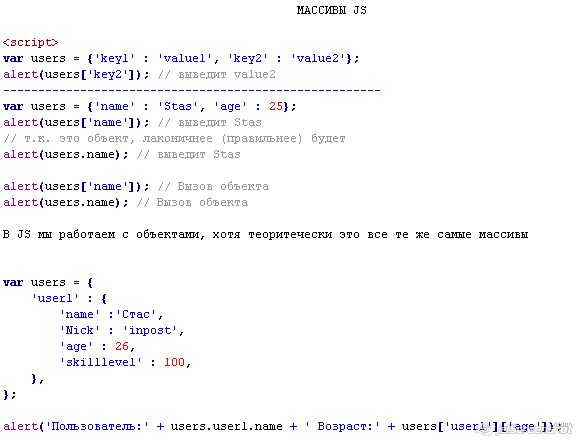 МАССИВЫ JS
<script>
var users = {'key1' : 'value1', 'key2' : 'value2'};
alert(users['key2']); // выведит value2
------------------------------------------------------
var users = {'name' : 'Stas', 'age' : 25};
alert(users['name']); // выведит Stas
// т.к. это объект, лаконичнее (правильнее) будет
alert(users.name); // выведит Stas
alert(users['name']); // Вызов объекта
alert(users.name); // Вызов объекта
В JS мы работаем с объектами, хотя теоритечески это все те же самые массивы
var users = {
'user1' : {
'name' :'Стас',
'Nick' : 'inpost',
'age' : 26,
'skilllevel' : 100,
},
};
alert('Пользователь:' + users.user1.name + ' Возраст:' + users['user1']['age']);